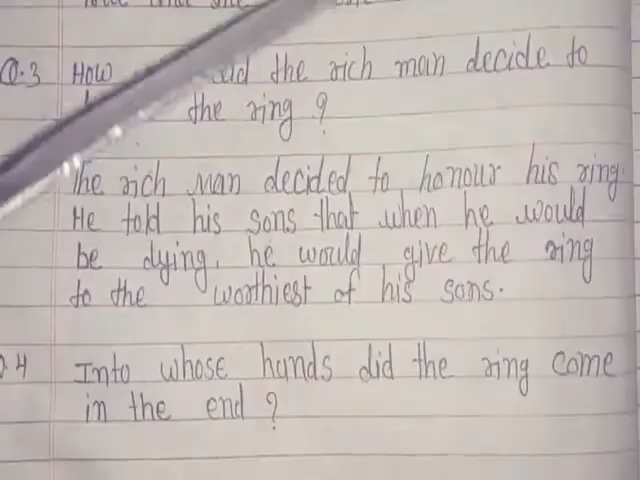 Q.3 How the rich man decide to
the ring ?
The rich man decided to honour his ring.
He told his sons that when he would
be dying, he would give the ring
to the worthiest of his sons.
.4 Into whose hands did the ring come
in the end ?